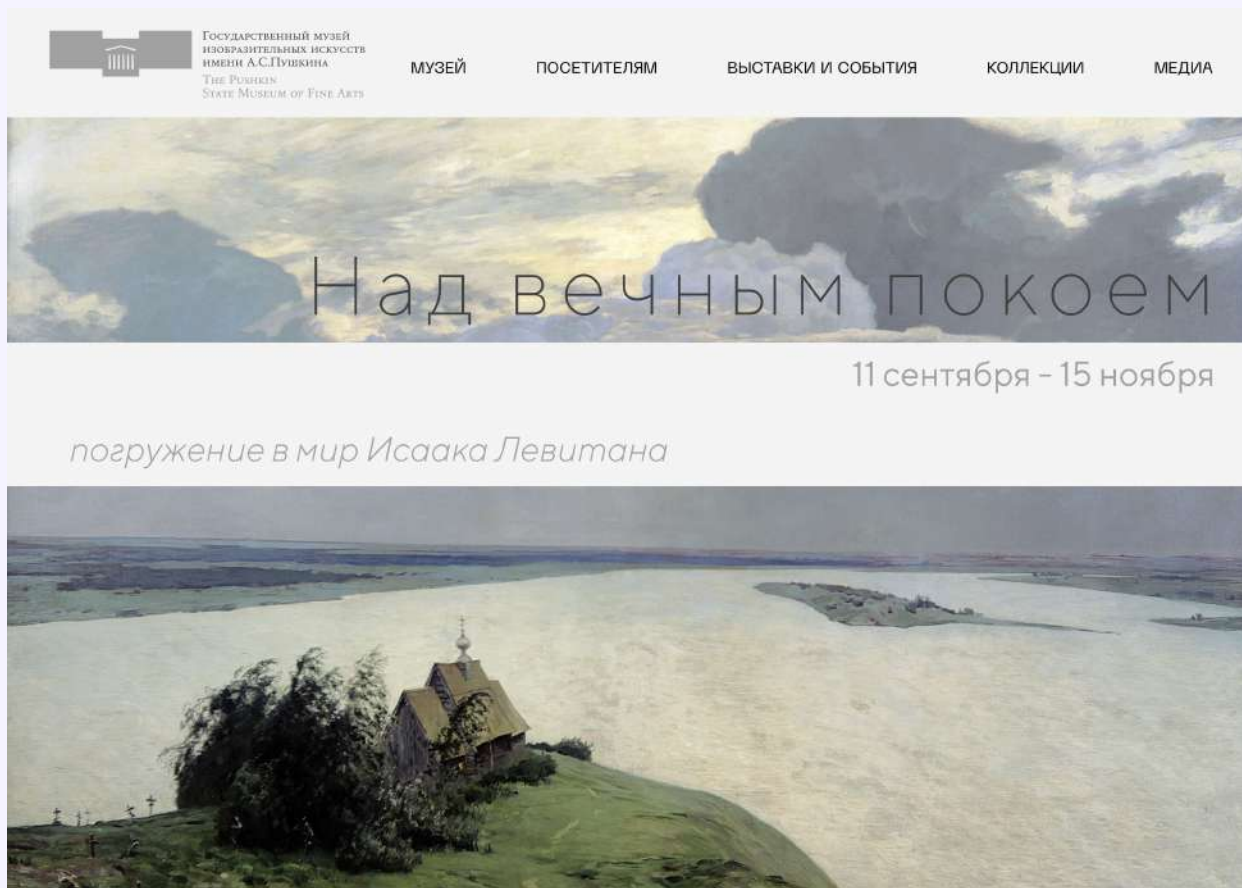 Государственный музей
изобразительных искусств
имени А.С.Пушкина
The Pushkin
State Museum of Fine Arts
МУЗЕЙ
ПОСЕТИТЕЛЯМ
ВЫСТАВКИ И СОБЫТИЯ
КОЛЛЕКЦИИ
МЕДИА
Над вечным покоем
11 сентября – 15 ноября
погружение в мир Исаака Левитана